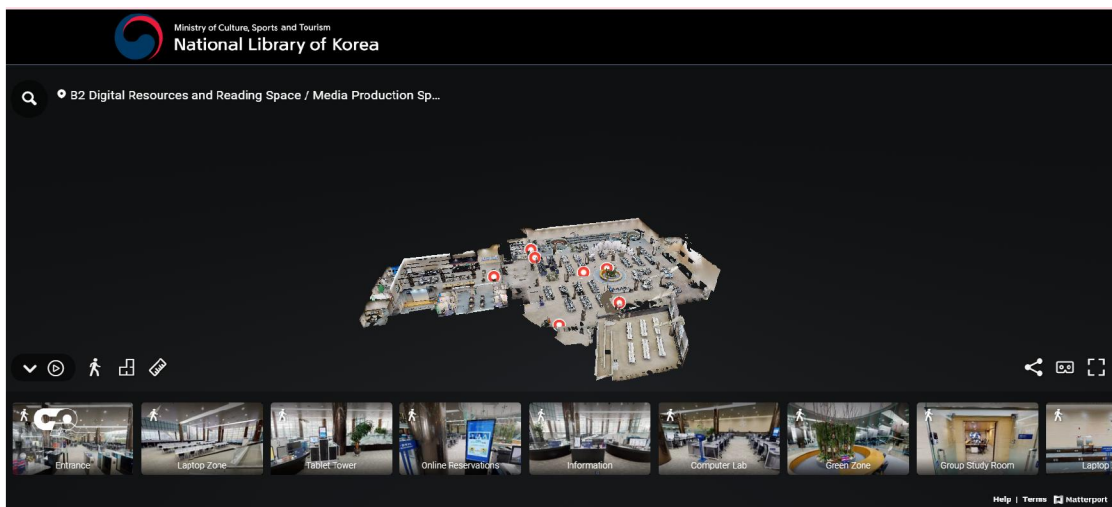 Ministry of Culture, Sports and Tourism
National Library of Korea
B2 Digital Resources and Reading Space / Media Production Sp...
Entrance
Laptop Zone
Tablet Tower
Online Reservations
Information
Computer Lab
Green Zone
Group Study Room
Laptop
Help | Terms Matterport